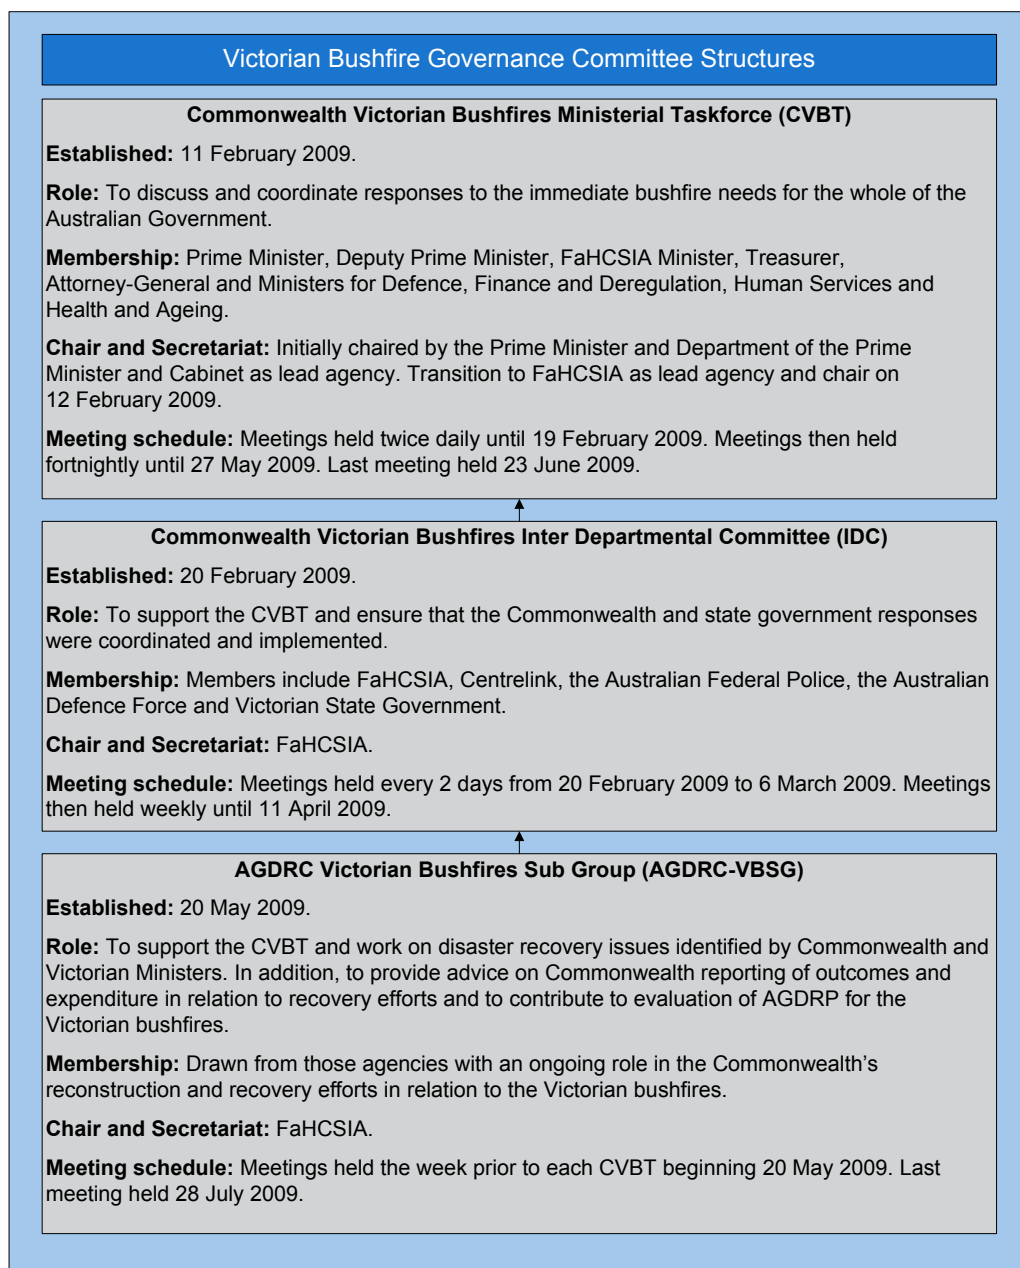 Victorian Bushfire Governance Committee Structures
Commonwealth Victorian Bushfires Ministerial Taskforce (CVBT)
Established: 11 February 2009.
Role: To discuss and coordinate responses to the immediate bushfire needs for the whole of the
Australian Government.
Membership: Prime Minister, Deputy Prime Minister, FaHCSIA Minister, Treasurer,
Attorney-General and Ministers for Defence, Finance and Deregulation, Human Services and
Health and Ageing.
Chair and Secretariat: Initially chaired by the Prime Minister and Department of the Prime
Minister and Cabinet as lead agency. Transition to FaHCSIA as lead agency and chair on
12 February 2009.
Meeting schedule: Meetings held twice daily until 19 February 2009. Meetings then held
fortnightly until 27 May 2009. Last meeting held 23 June 2009.
Commonwealth Victorian Bushfires Inter Departmental Committee (IDC)
Established: 20 February 2009.
Role: To support the CVBT and ensure that the Commonwealth and state government responses
were coordinated and implemented.
Membership: Members include FaHCSIA, Centrelink, the Australian Federal Police, the Australian
Defence Force and Victorian State Government.
Chair and Secretariat: FaHCSIA.
Meeting schedule: Meetings held every 2 days from 20 February 2009 to 6 March 2009. Meetings
then held weekly until 11 April 2009.
AGDRC Victorian Bushfires Sub Group (AGDRC-VBSG)
Established: 20 May 2009.
Role: To support the CVBT and work on disaster recovery issues identified by Commonwealth and
Victorian Ministers. In addition, to provide advice on Commonwealth reporting of outcomes and
expenditure in relation to recovery efforts and to contribute to evaluation of AGDRP for the
Victorian bushfires.
Membership: Drawn from those agencies with an ongoing role in the Commonwealth’s
reconstruction and recovery efforts in relation to the Victorian bushfires.
Chair and Secretariat: FaHCSIA.
Meeting schedule: Meetings held the week prior to each CVBT beginning 20 May 2009. Last
meeting held 28 July 2009.